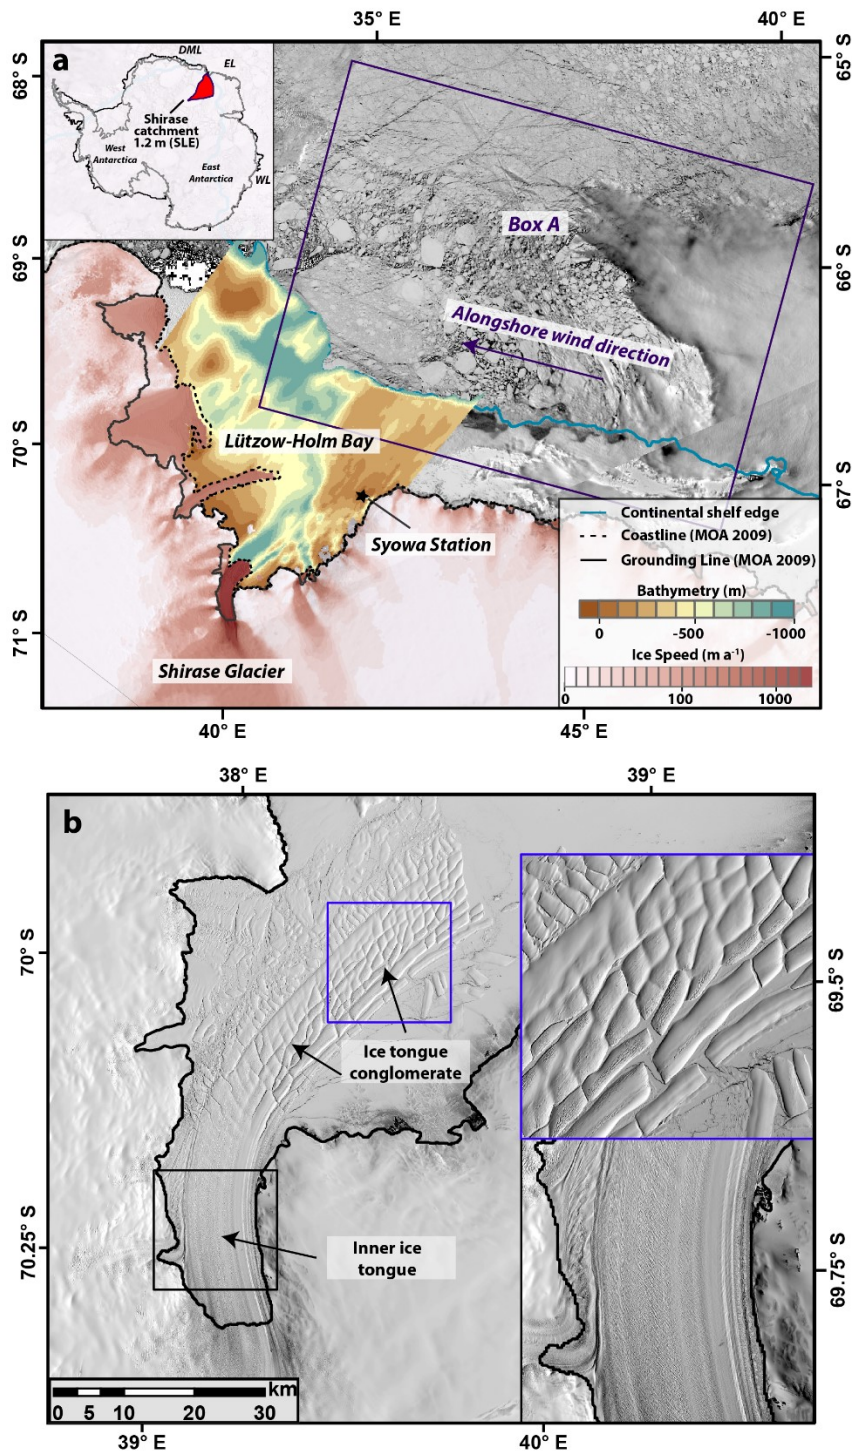 35° E
40° E
a
DML
EL
Shirase
catchment
1.2 m (SLE)
West
Antarctica
East
Antarctica
WL
68° S
65° S
Box A
69° S
66° S
Alongshore wind direction
Lützow-Holm Bay
70° S
67° S
Syowa Station
Continental shelf edge
Coastline (MOA 2009)
Grounding Line (MOA 2009)
Bathymetry (m)
0
-500
-1000
Ice Speed (m a⁻¹)
0
100
1000
71° S
Shirase Glacier
40° E
45° E
38° E
39° E
b
70° S
69.5° S
Ice tongue
conglomerate
70.25° S
69.75° S
Inner ice
tongue
km
0 5 10 20 30
39° E
40° E